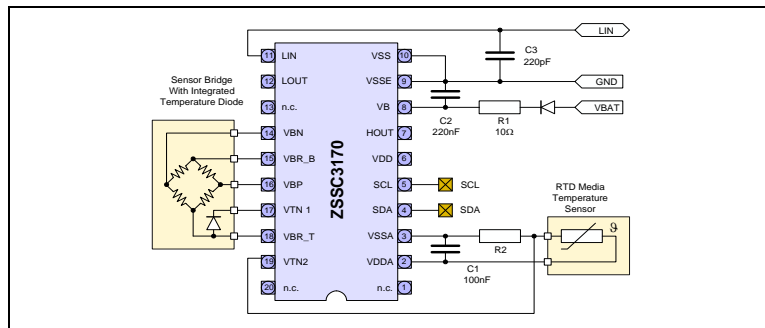 LIN
C3
220pF
GND
C2
220nF
R1
10Ω
VBAT
Sensor Bridge
With Integrated
Temperature Diode
ZSSC3170
11 LIN
12 LOUT
13 n.c.
14 VBN
15 VBR_B
16 VBP
17 VTN 1
18 VBR_T
19 VTN2
20 n.c.
VSS 10
VSSE 9
VB 8
HOUT 7
VDD 6
SCL 5
SDA 4
VSSA 3
VDDA 2
n.c. 1
SCL
SDA
RTD Media
Temperature
Sensor
ϑ
R2
C1
100nF